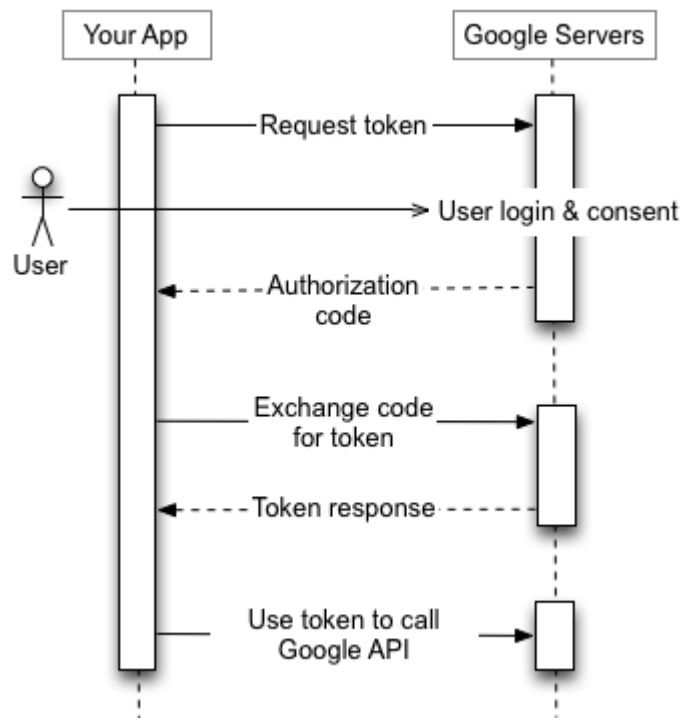 Your App
Google Servers
Request token
User login & consent
User
Authorization
code
Exchange code
for token
Token response
Use token to call
Google API